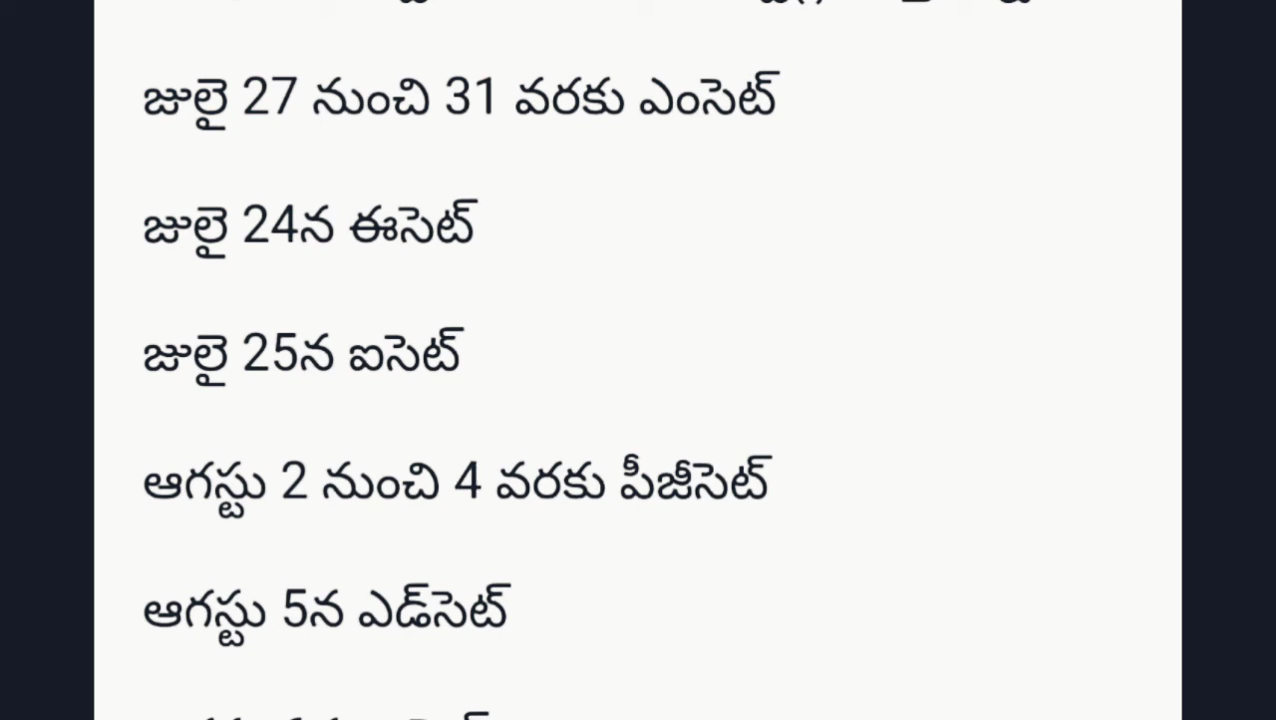 జులై 27 నుంచి 31 వరకు ఎంసెట్
జులై 24న ఈసెట్
జులై 25న ఐసెట్
ఆగస్టు 2 నుంచి 4 వరకు పీజీసెట్
ఆగస్టు 5న ఎడ్‌సెట్